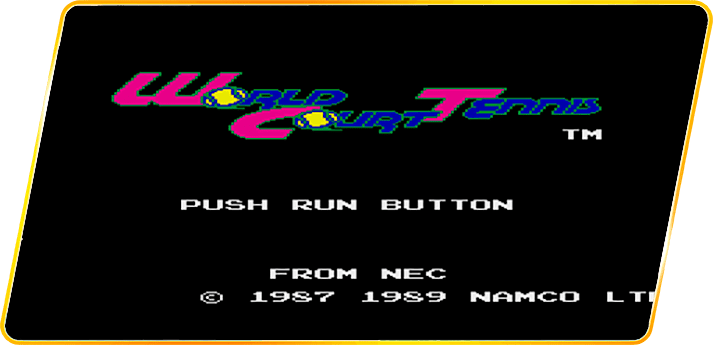 WORLD
COURT TENNIS
TM
PUSH RUN BUTTON
FROM NEC
© 1987 1989 NAMCO LT